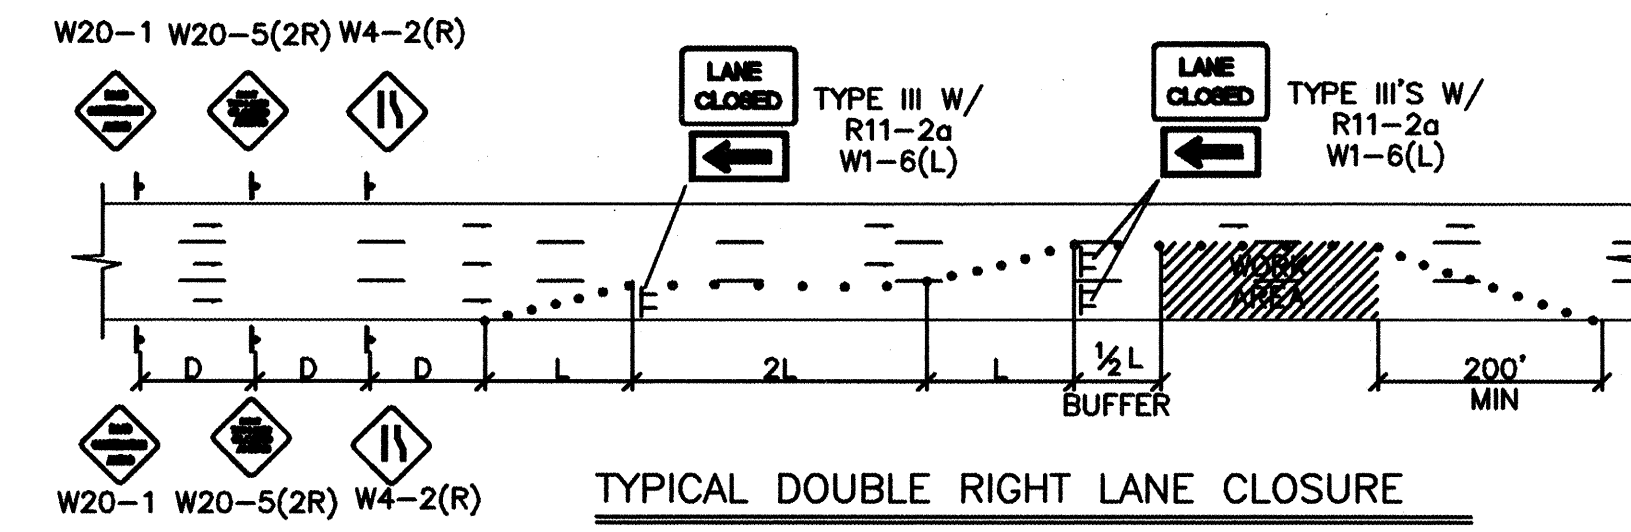 W20-1 W20-5(2R) W4-2(R)
LANE
CLOSED
TYPE III W/
R11-2a
W1-6(L)
LANE
CLOSED
TYPE III'S W/
R11-2a
W1-6(L)
WORK
AREA
D D D L 2L L ½ L 200'
BUFFER MIN
W20-1 W20-5(2R) W4-2(R)
TYPICAL DOUBLE RIGHT LANE CLOSURE